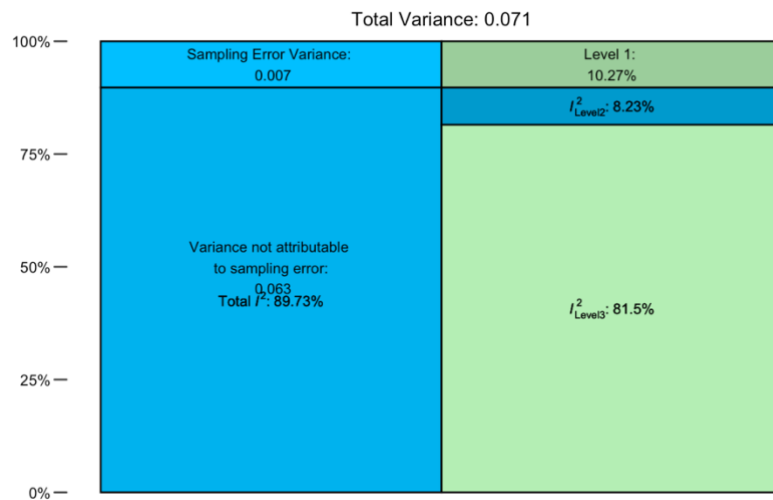 Total Variance: 0.071
100%
75%
50%
25%
0%
Sampling Error Variance:
0.007
Variance not attributable
to sampling error:
0.063
Total I²: 89.73%
Level 1:
10.27%
I²Level2: 8.23%
I²Level3: 81.5%